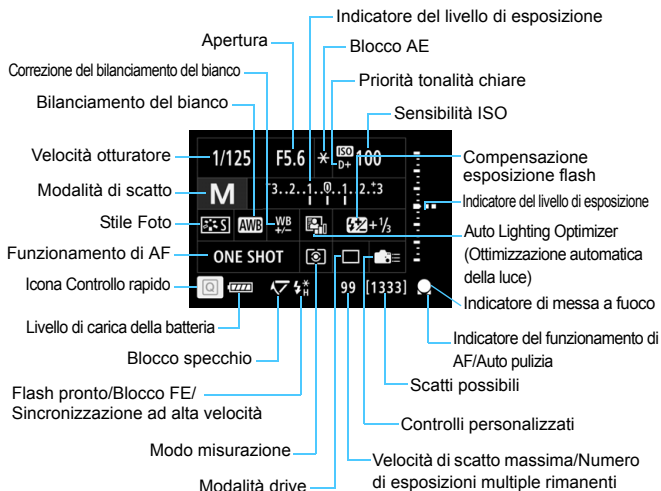 Indicatore del livello di esposizione
Apertura
Blocco AE
Correzione del bilanciamento del bianco
Priorità tonalità chiare
Bilanciamento del bianco
Sensibilità ISO
Velocità otturatore
1/125 F5.6 ISO D+ 100
Compensazione
esposizione flash
Modalità di scatto
M
-3..2..1..0..1..2.+3
Indicatore del livello di esposizione
Stile Foto
S AWB WB +/- +1/3
Auto Lighting Optimizer
(Ottimizzazione automatica
della luce)
Funzionamento di AF
ONE SHOT
Icona Controllo rapido
Q H 99 [1333]
Indicatore di messa a fuoco
Livello di carica della batteria
Indicatore del funzionamento di
AF/Auto pulizia
Blocco specchio
Scatti possibili
Flash pronto/Blocco FE/
Sincronizzazione ad alta velocità
Controlli personalizzati
Modo misurazione
Velocità di scatto massima/Numero
di esposizioni multiple rimanenti
Modalità drive